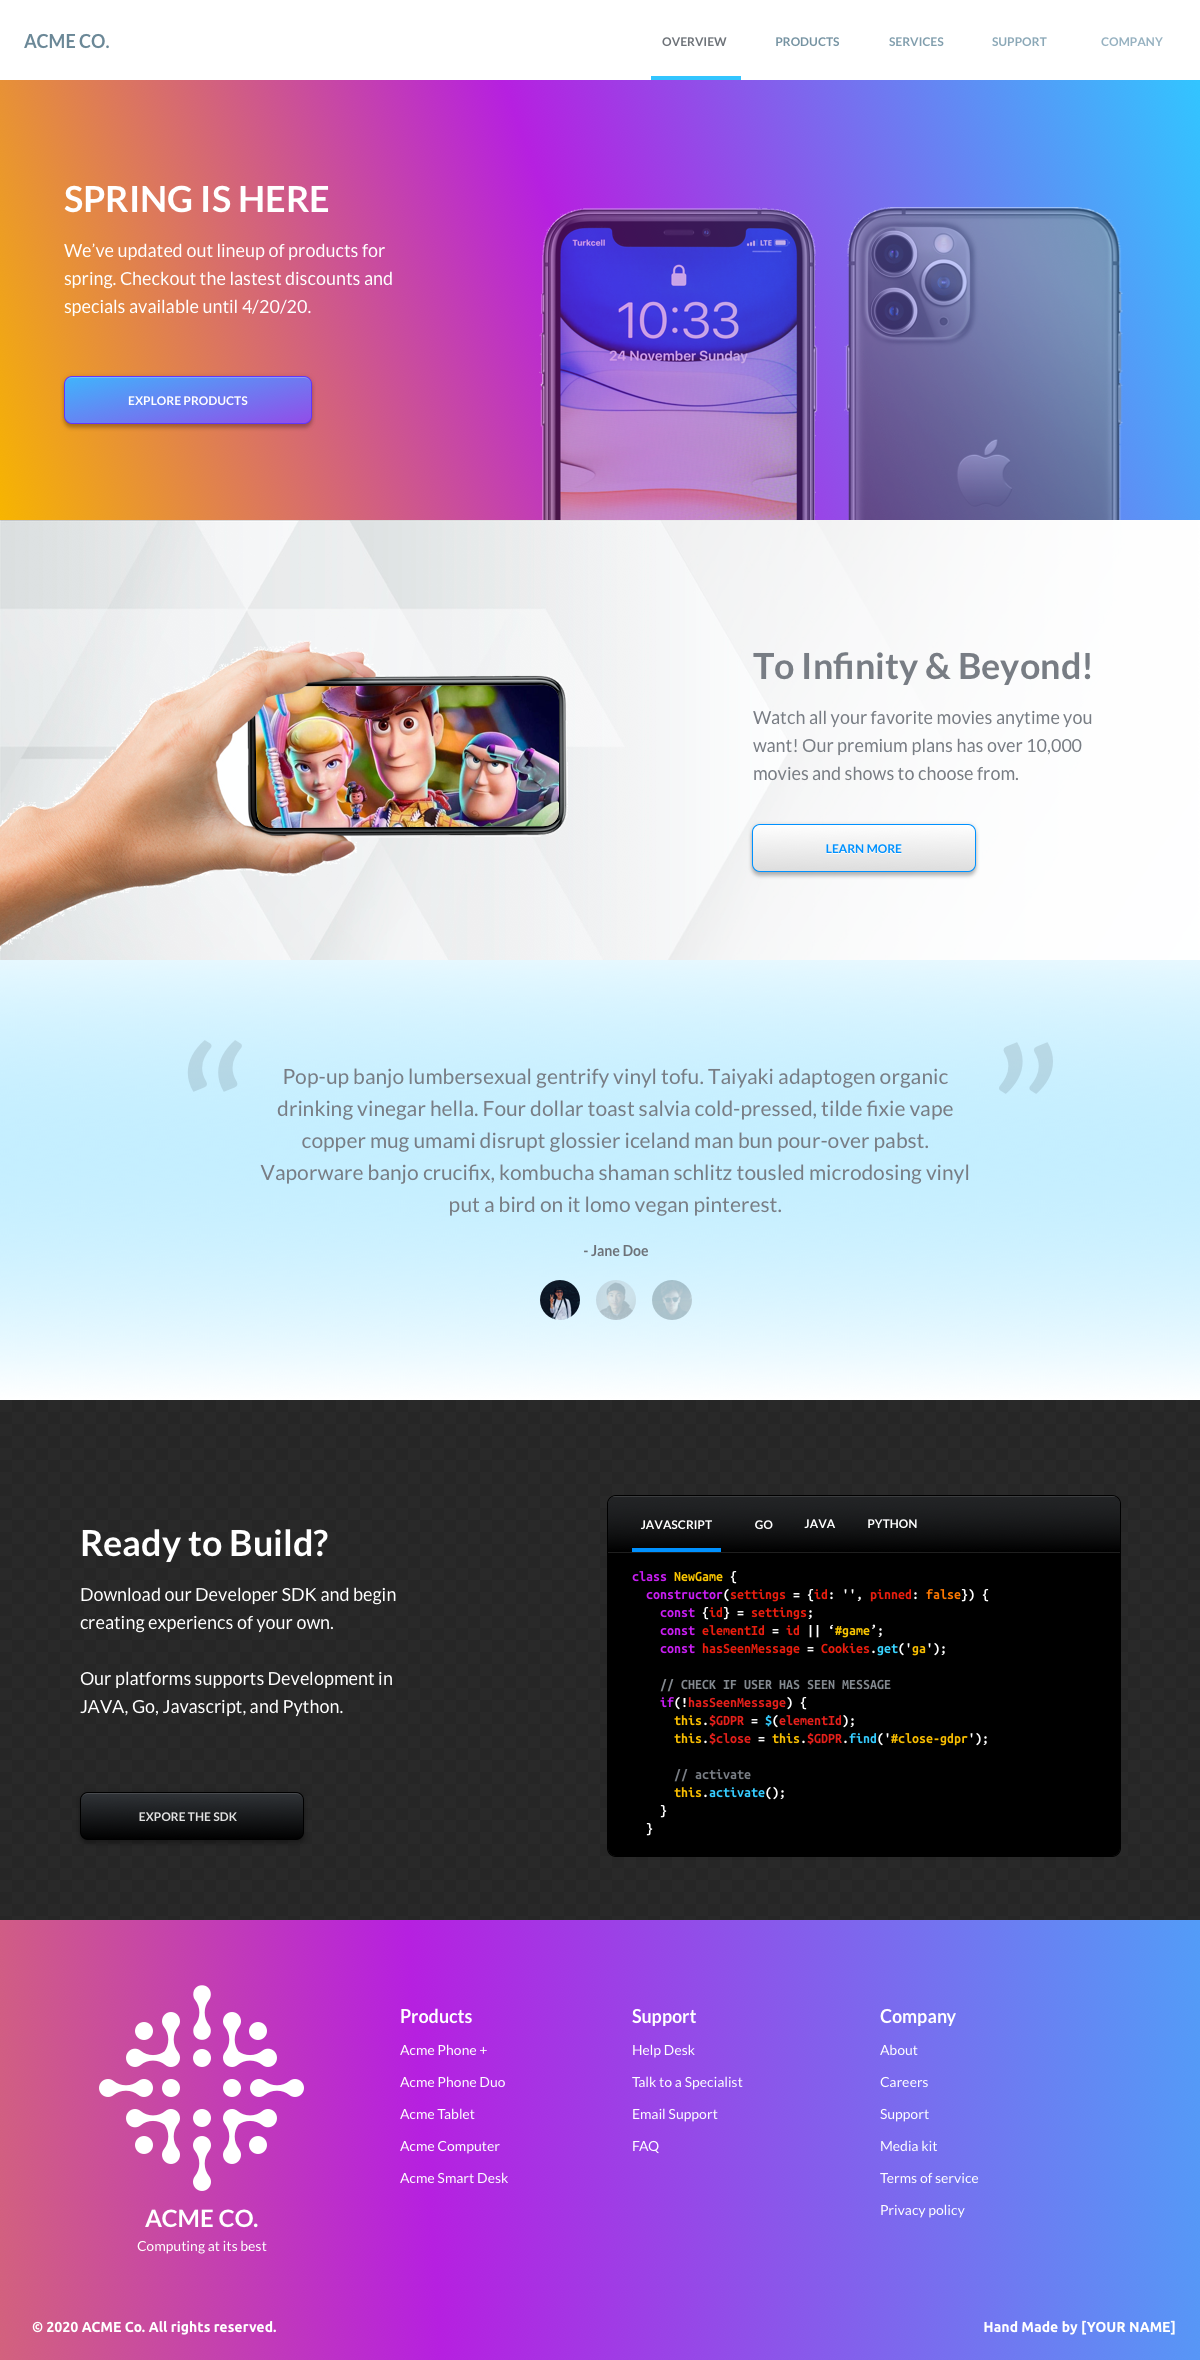 ACME CO.
OVERVIEW PRODUCTS SERVICES SUPPORT COMPANY
SPRING IS HERE
We’ve updated out lineup of products for
spring. Checkout the lastest discounts and
specials available until 4/20/20.
EXPLORE PRODUCTS
Turkcell LTE
10:33
24 November Sunday
To Infinity & Beyond!
Watch all your favorite movies anytime you
want! Our premium plans has over 10,000
movies and shows to choose from.
LEARN MORE
“ ”
Pop-up banjo lumbersexual gentrify vinyl tofu. Taiyaki adaptogen organic
drinking vinegar hella. Four dollar toast salvia cold-pressed, tilde fixie vape
copper mug umami disrupt glossier iceland man bun pour-over pabst.
Vaporware banjo crucifix, kombucha shaman schlitz tousled microdosing vinyl
put a bird on it lomo vegan pinterest.
- Jane Doe
Ready to Build?
Download our Developer SDK and begin
creating experiencs of your own.
Our platforms supports Development in
JAVA, Go, Javascript, and Python.
EXPORE THE SDK
JAVASCRIPT GO JAVA PYTHON
class NewGame {
constructor(settings = {id: '', pinned: false}) {
const {id} = settings;
const elementId = id || ‘#game’;
const hasSeenMessage = Cookies.get('ga');
// CHECK IF USER HAS SEEN MESSAGE
if(!hasSeenMessage) {
this.$GDPR = $(elementId);
this.$close = this.$GDPR.find('#close-gdpr');
// activate
this.activate();
}
}
ACME CO.
Computing at its best
Products
Acme Phone +
Acme Phone Duo
Acme Tablet
Acme Computer
Acme Smart Desk
Support
Help Desk
Talk to a Specialist
Email Support
FAQ
Company
About
Careers
Support
Media kit
Terms of service
Privacy policy
© 2020 ACME Co. All rights reserved.
Hand Made by [YOUR NAME]